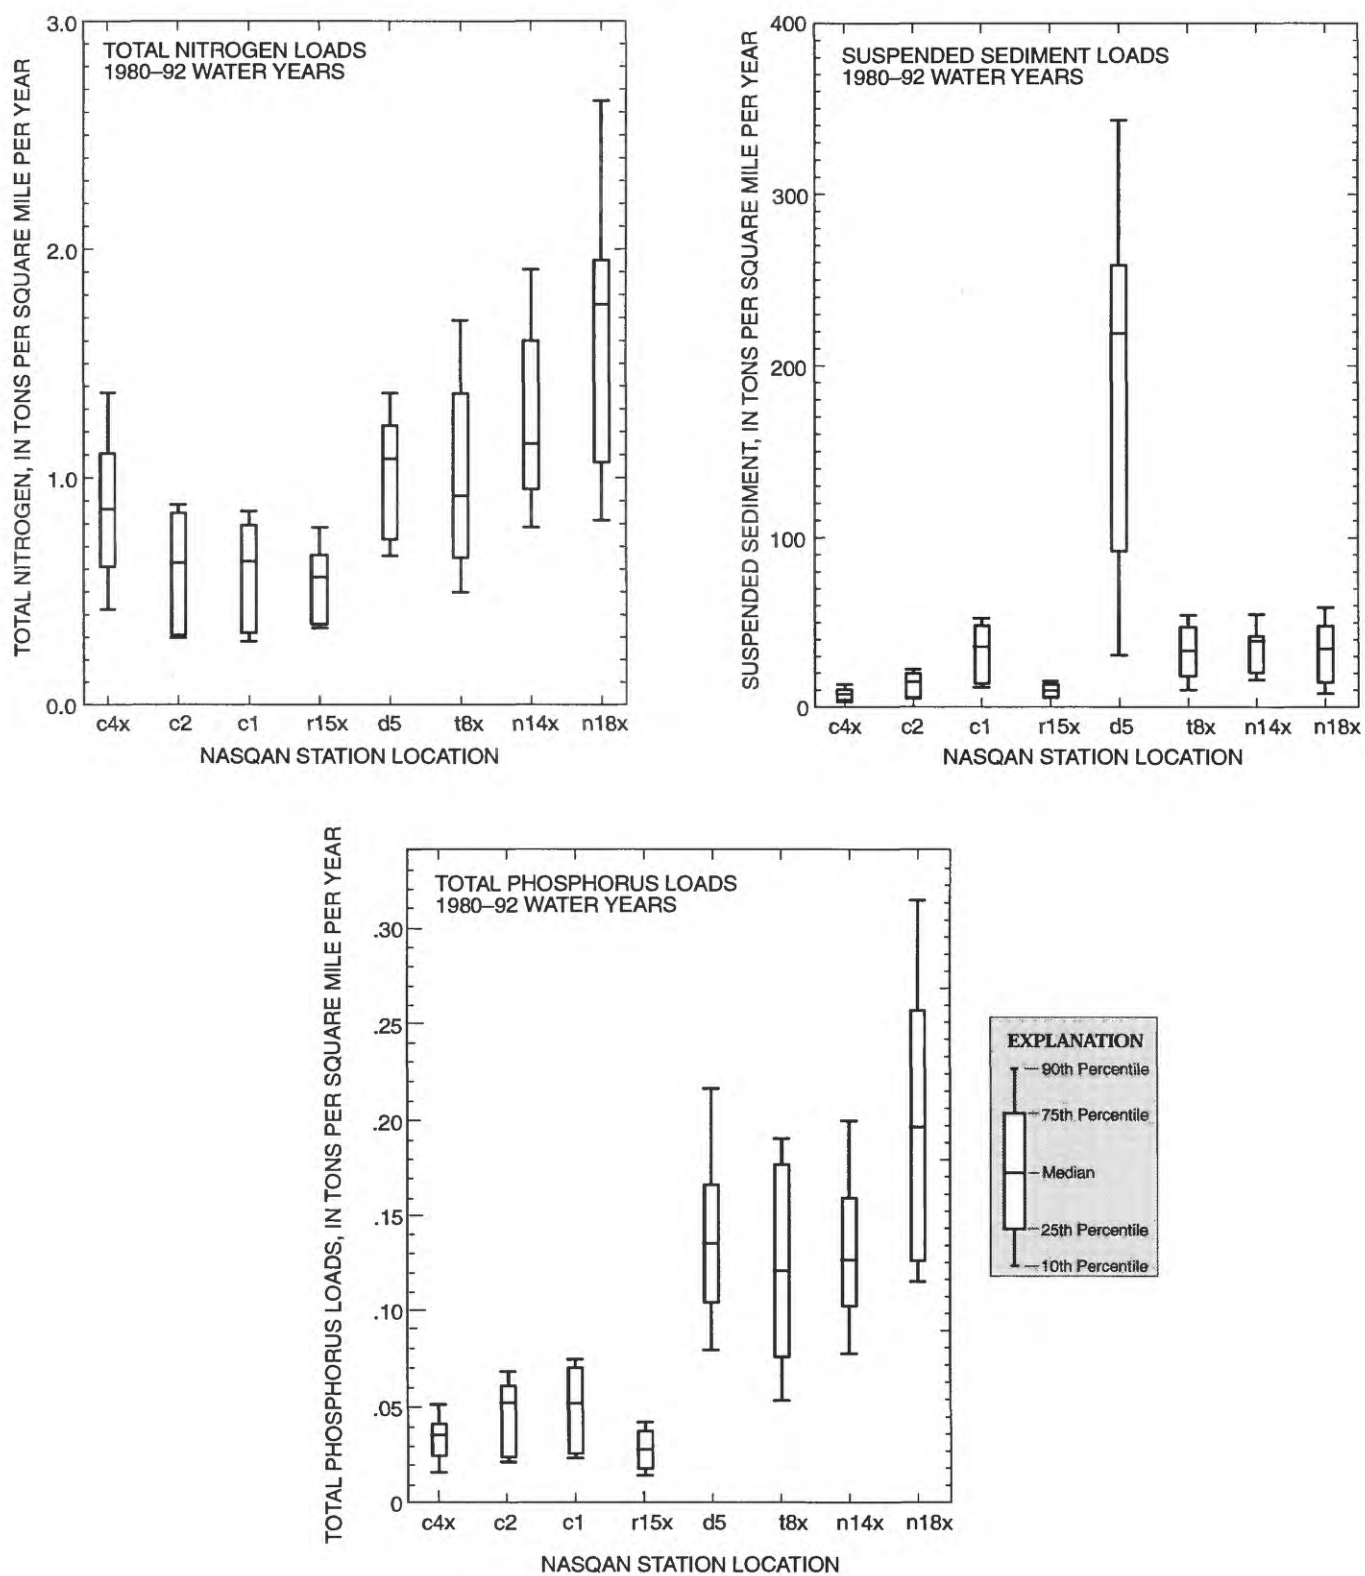 TOTAL NITROGEN LOADS
1980–92 WATER YEARS
TOTAL NITROGEN, IN TONS PER SQUARE MILE PER YEAR
3.0
2.0
1.0
0.0
c4x c2 c1 r15x d5 t8x n14x n18x
NASQAN STATION LOCATION
SUSPENDED SEDIMENT LOADS
1980–92 WATER YEARS
SUSPENDED SEDIMENT, IN TONS PER SQUARE MILE PER YEAR
400
300
200
100
0
c4x c2 c1 r15x d5 t8x n14x n18x
NASQAN STATION LOCATION
TOTAL PHOSPHORUS LOADS
1980–92 WATER YEARS
TOTAL PHOSPHORUS LOADS, IN TONS PER SQUARE MILE PER YEAR
.30
.25
.20
.15
.10
.05
0
c4x c2 c1 r15x d5 t8x n14x n18x
NASQAN STATION LOCATION
EXPLANATION
90th Percentile
75th Percentile
Median
25th Percentile
10th Percentile